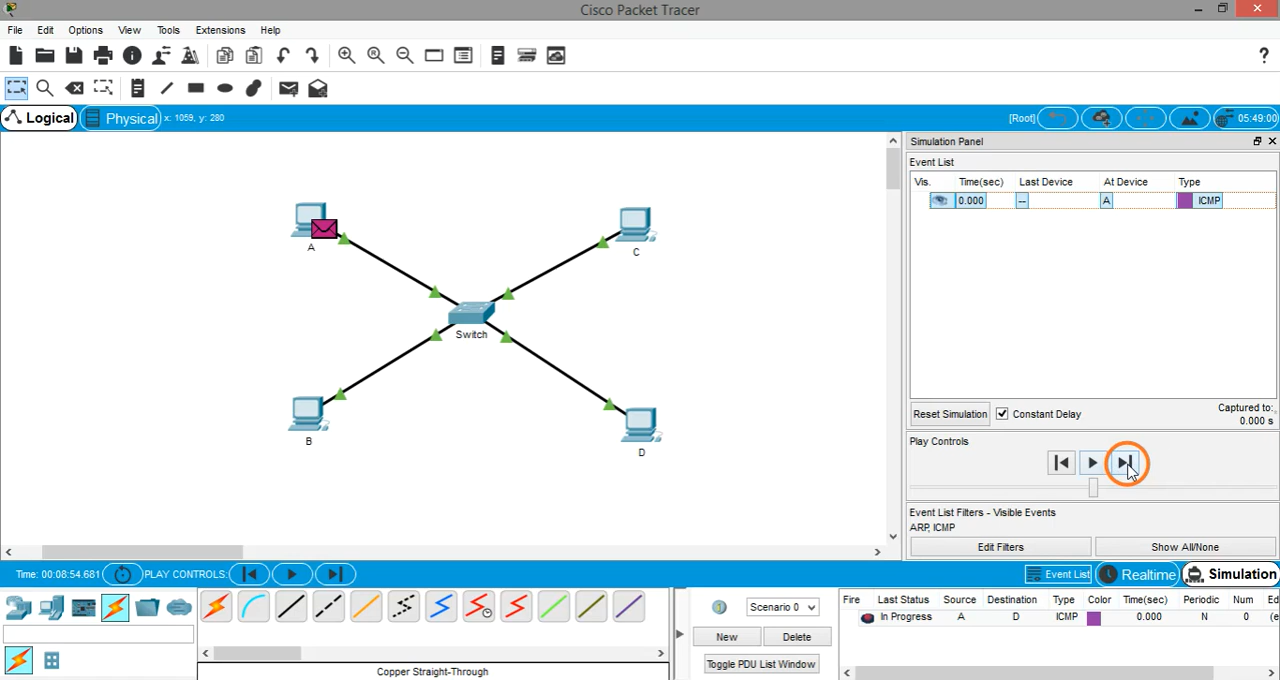 Cisco Packet Tracer
File Edit Options View Tools Extensions Help
?
Logical Physical x: 1059, y: 280 [Root] 05:49:00
Simulation Panel
Event List
Vis. Time(sec) Last Device At Device Type
0.000 -- A ICMP
A
C
Switch
B
D
Reset Simulation Constant Delay Captured to:
0.000 s
Play Controls
Event List Filters - Visible Events
ARP, ICMP
Edit Filters Show All/None
Time: 00:08:54.681 PLAY CONTROLS: Event List Realtime Simulation
Scenario 0
New Delete
Toggle PDU List Window
Fire Last Status Source Destination Type Color Time(sec) Periodic Num Ed
In Progress A D ICMP 0.000 N 0 (e
Copper Straight-Through